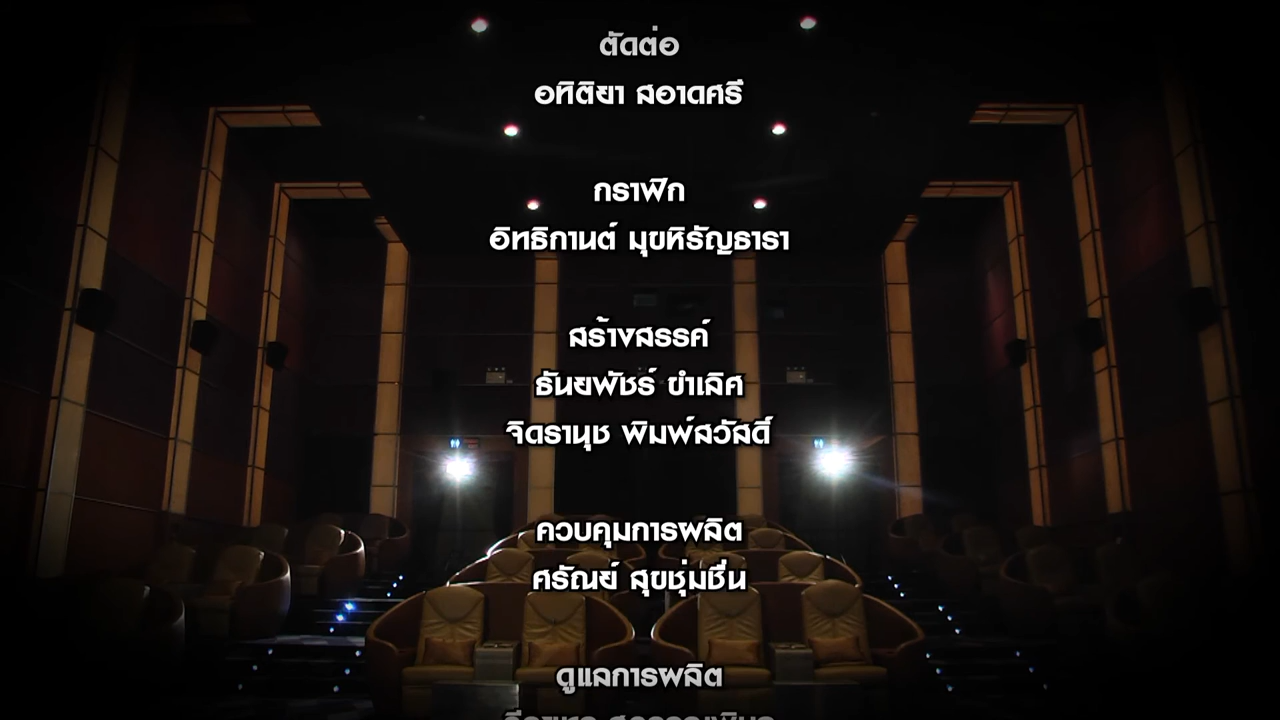 ตัดต่อ
อทิติยา สอาดศรี
กราฟิก
อิทธิกานต์ มุขหิรัญธารา
สร้างสรรค์
ธันยพัชร์ ขำเลิศ
จิดรานุช พิมพ์สวัสดิ์
ควบคุมการผลิต
ศรัณย์ สุขชุ่มชื่น
ดูแลการผลิต